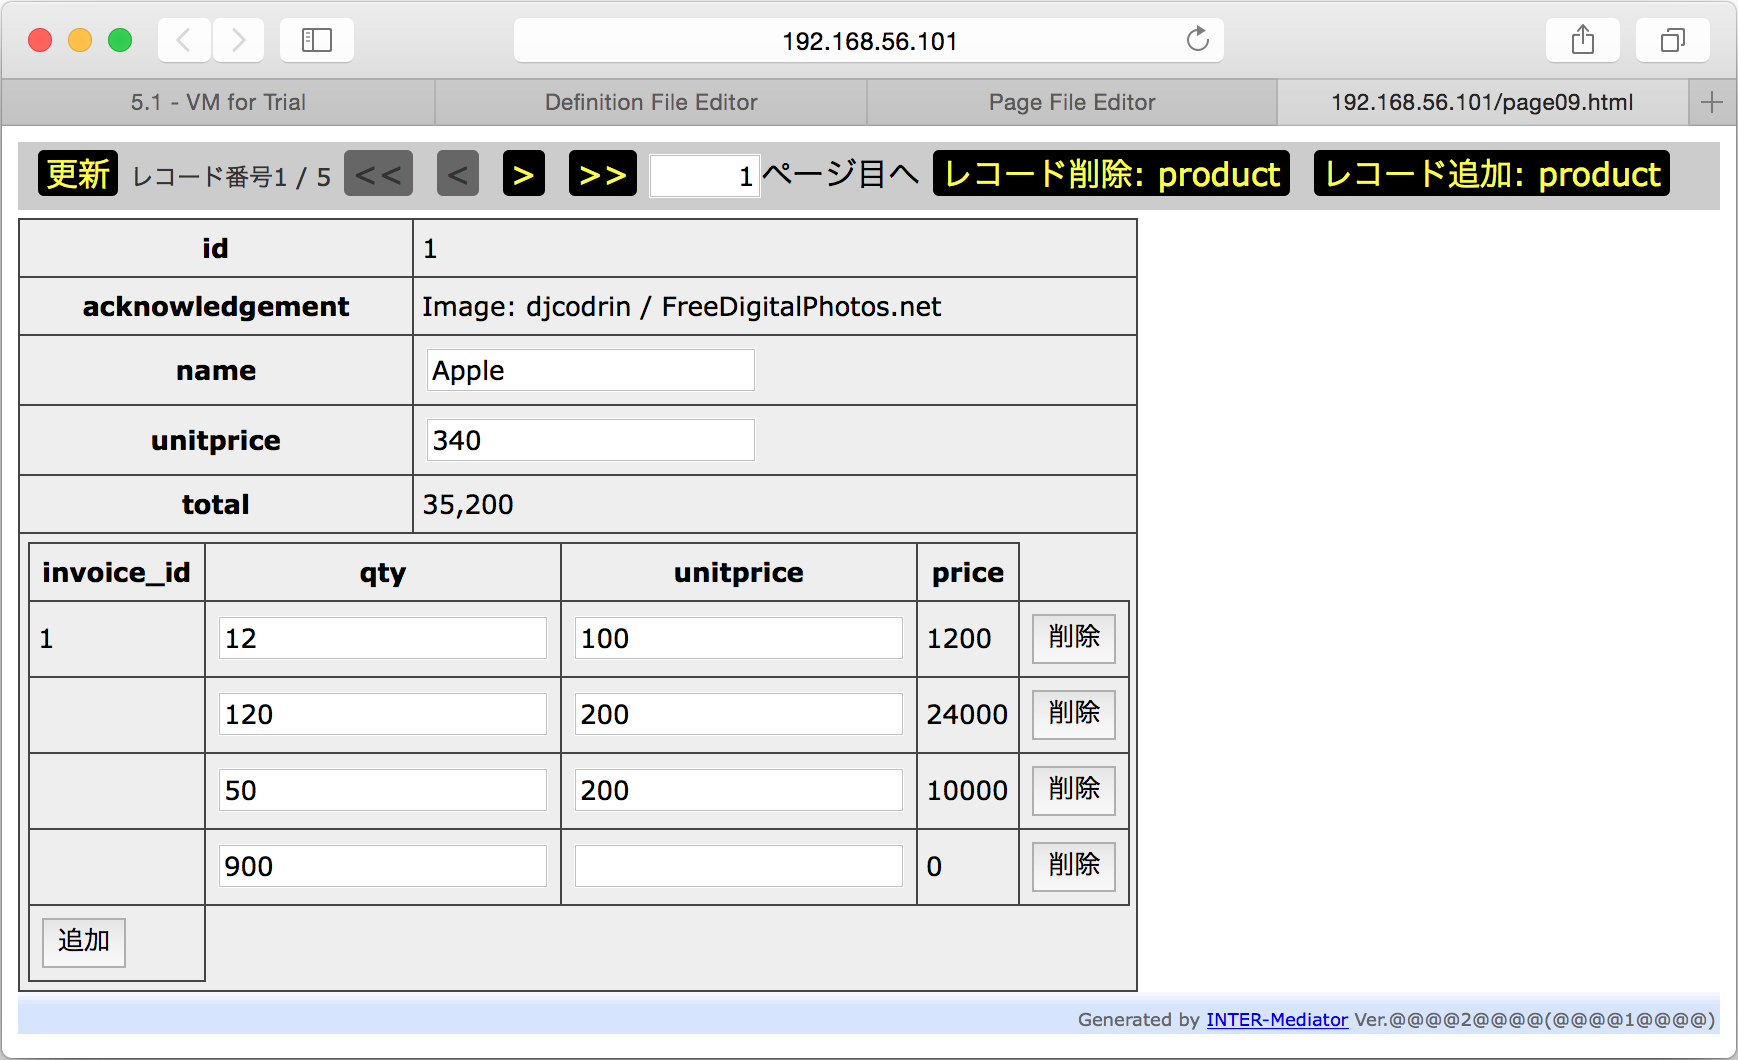 192.168.56.101
5.1 - VM for Trial Definition File Editor Page File Editor 192.168.56.101/page09.html +
更新 レコード番号1 / 5 << < > >> 1 ページ目へ レコード削除: product レコード追加: product
id 1
acknowledgement Image: djcodrin / FreeDigitalPhotos.net
name Apple
unitprice 340
total 35,200
invoice_id qty unitprice price
1 12 100 1200 削除
120 200 24000 削除
50 200 10000 削除
900 0 削除
追加
Generated by INTER-Mediator Ver.@@@@2@@@@(@@@@1@@@@)